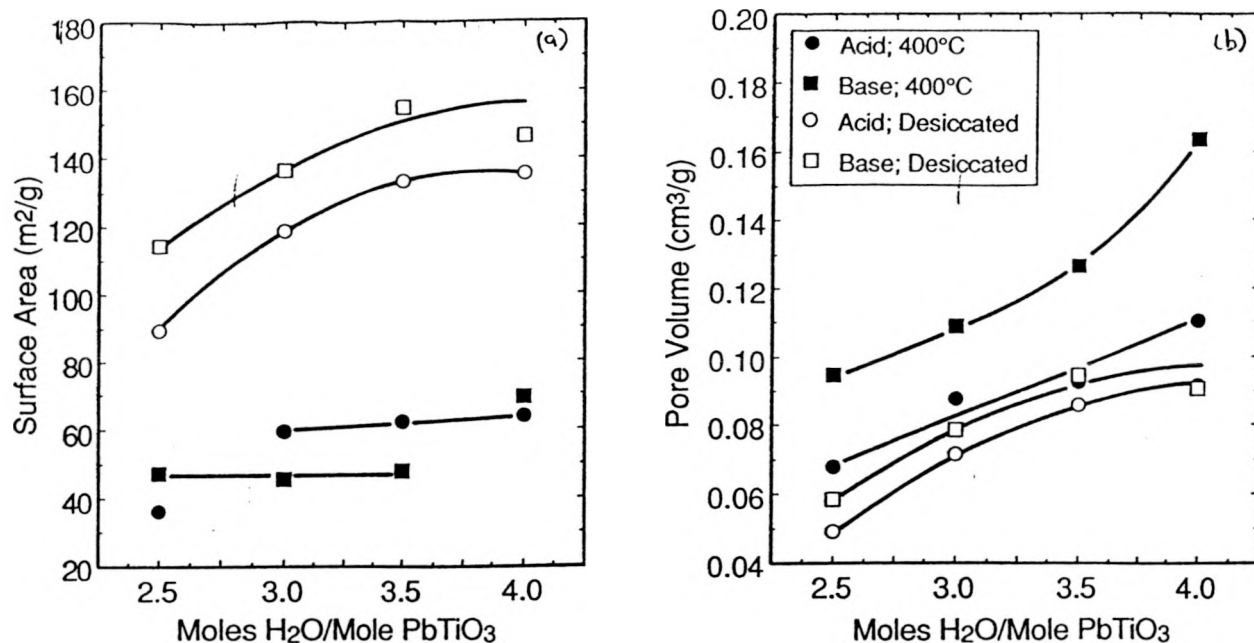 (a)
Surface Area (m2/g)
180
160
140
120
100
80
60
40
20
2.5
3.0
3.5
4.0
Moles H2O/Mole PbTiO3
(b)
Pore Volume (cm3/g)
0.20
0.18
0.16
0.14
0.12
0.10
0.08
0.06
0.04
Acid; 400°C
Base; 400°C
Acid; Desiccated
Base; Desiccated
2.5
3.0
3.5
4.0
Moles H2O/Mole PbTiO3